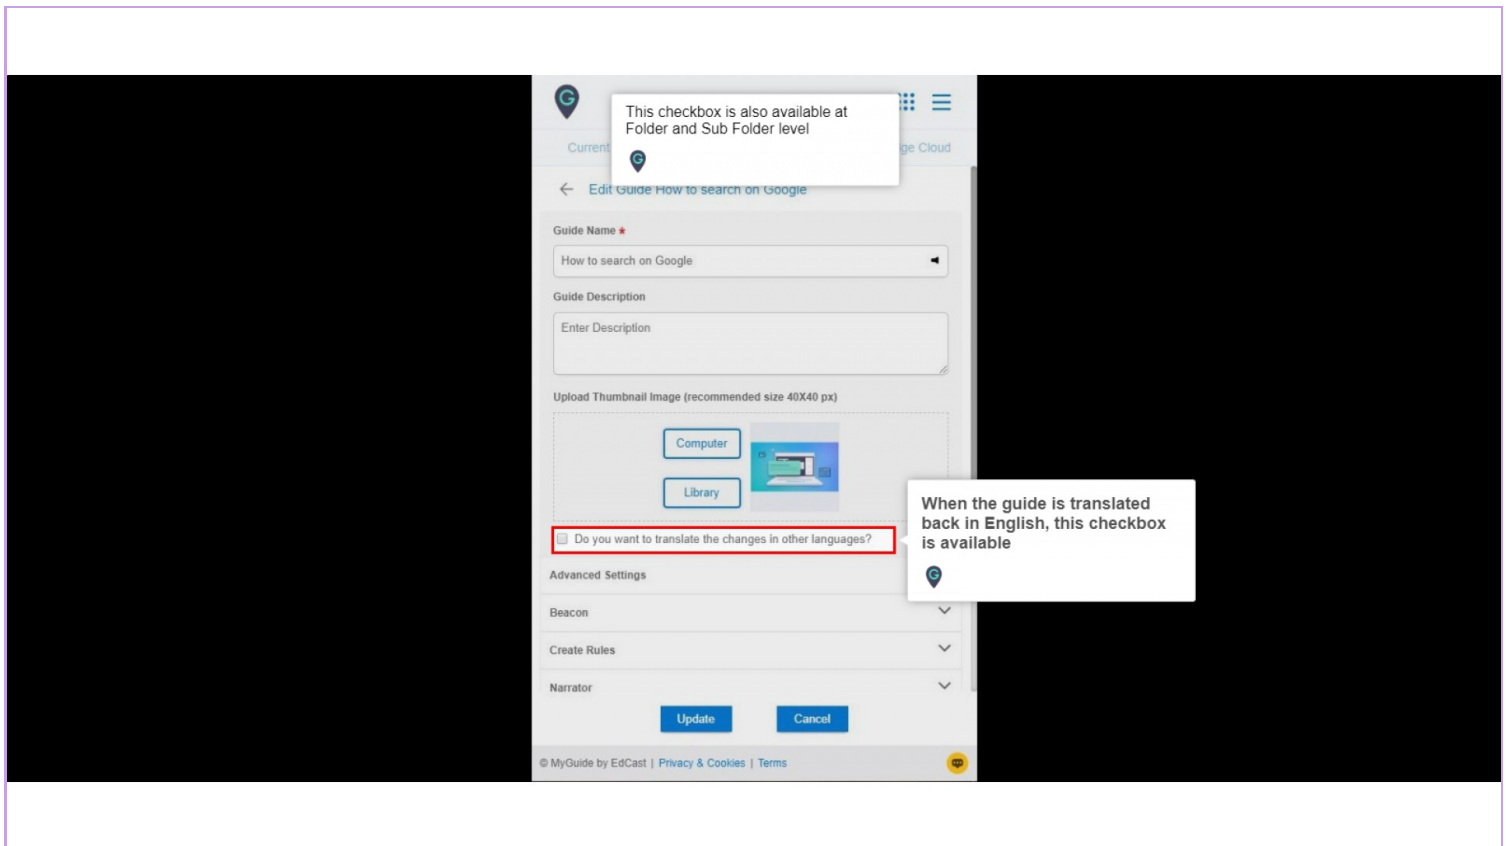 This checkbox is also available at
Folder and Sub Folder level
Current
ge Cloud
Edit Guide How to search on Google
Guide Name *
How to search on Google
Guide Description
Enter Description
Upload Thumbnail Image (recommended size 40X40 px)
Computer
Library
When the guide is translated
back in English, this checkbox
is available
Do you want to translate the changes in other languages?
Advanced Settings
Beacon
Create Rules
Narrator
Update Cancel
© MyGuide by EdCast | Privacy & Cookies | Terms